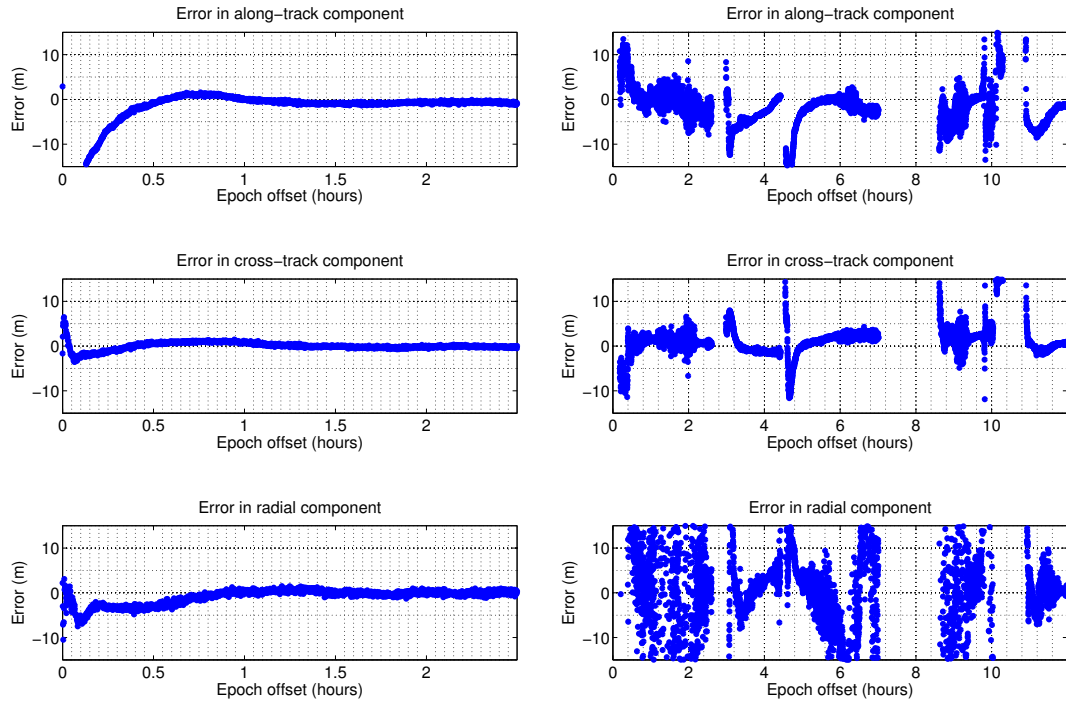 Error in along−track component
Error (m)
10
0
−10
0
0.5
1
1.5
2
Epoch offset (hours)
Error in along−track component
Error (m)
10
0
−10
0
2
4
6
8
10
Epoch offset (hours)
Error in cross−track component
Error (m)
10
0
−10
0
0.5
1
1.5
2
Epoch offset (hours)
Error in cross−track component
Error (m)
10
0
−10
0
2
4
6
8
10
Epoch offset (hours)
Error in radial component
Error (m)
10
0
−10
0
0.5
1
1.5
2
Epoch offset (hours)
Error in radial component
Error (m)
10
0
−10
0
2
4
6
8
10
Epoch offset (hours)